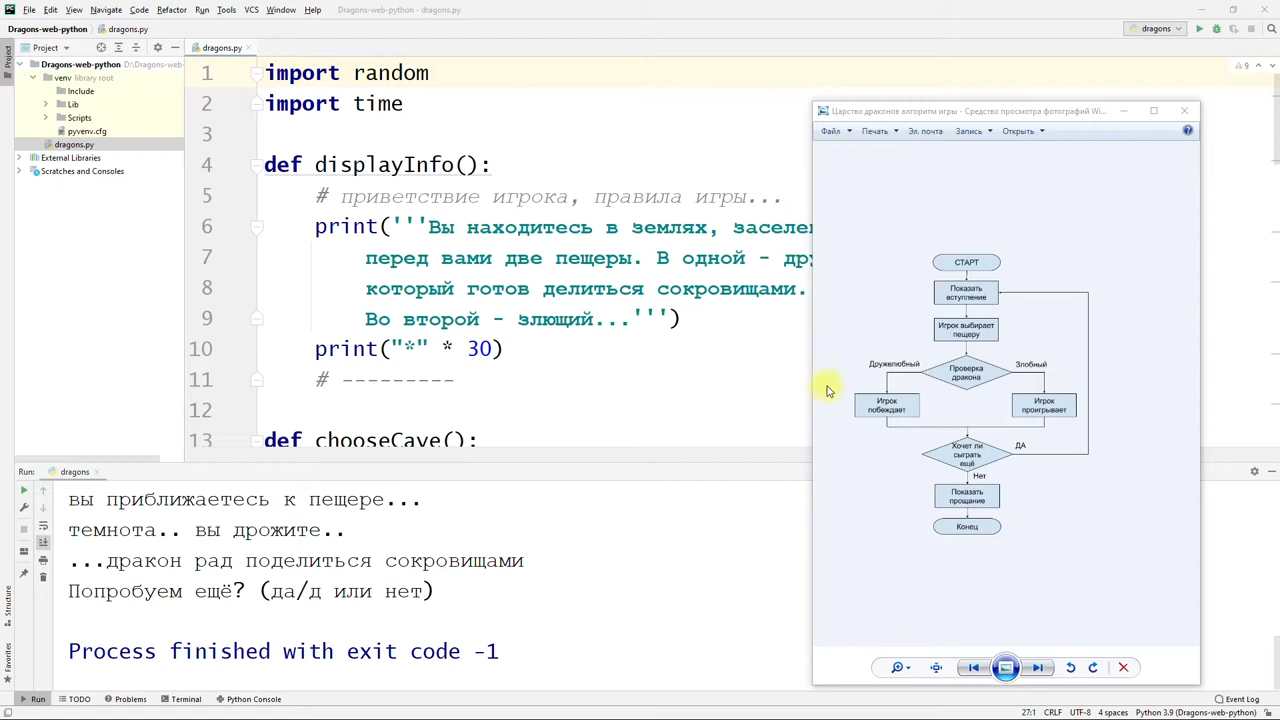 File Edit View Navigate Code Refactor Run Tools VCS Window Help Dragons-web-python - dragons.py
Dragons-web-python dragons.py dragons
Project dragons.py
Dragons-web-python D:\Dragons-web-
venv library root
Include
Lib
Scripts
pyvenv.cfg
dragons.py
External Libraries
Scratches and Consoles
Project
Structure
Favorites
9
1 import random
2 import time
3
4 def displayInfo():
5 # приветствие игрока, правила игры...
6 print('''Вы находитесь в землях, заселен
7 перед вами две пещеры. В одной - др
8 который готов делиться сокровищами.
9 Во второй - злющий...''')
10 print("*" * 30)
11 # ---------
12
13 def chooseCave():
Царство драконов алгоритм игры - Средство просмотра фотографий Wi...
Файл Печать Эл. почта Запись Открыть
СТАРТ
Показать
вступление
Игрок выбирает
пещеру
Дружелюбный
Злобный
Проверка
дракона
Игрок
побеждает
Игрок
проигрывает
Хочет ли
сыграть
ещё
ДА
Нет
Показать
прощание
Конец
Run: dragons
вы приближаетесь к пещере...
темнота.. вы дрожите..
...дракон рад поделиться сокровищами
Попробуем ещё? (да/д или нет)
Process finished with exit code -1
Run TODO Problems Terminal Python Console Event Log
27:1 CRLF UTF-8 4 spaces Python 3.9 (Dragons-web-python)